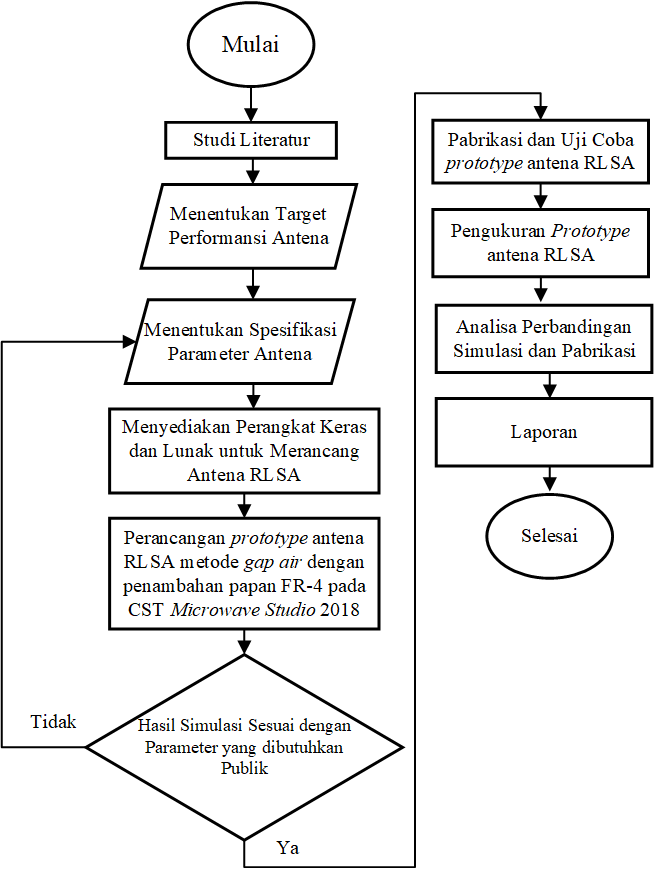 Mulai
Studi Literatur
Menentukan Target
Performansi Antena
Menentukan Spesifikasi
Parameter Antena
Menyediakan Perangkat Keras
dan Lunak untuk Merancang
Antena RLSA
Perancangan prototype antena
RLSA metode gap air dengan
penambahan papan FR-4 pada
CST Microwave Studio 2018
Hasil Simulasi Sesuai dengan
Parameter yang dibutuhkan
Publik
Tidak
Ya
Pabrikasi dan Uji Coba
prototype antena RLSA
Pengukuran Prototype
antena RLSA
Analisa Perbandingan
Simulasi dan Pabrikasi
Laporan
Selesai